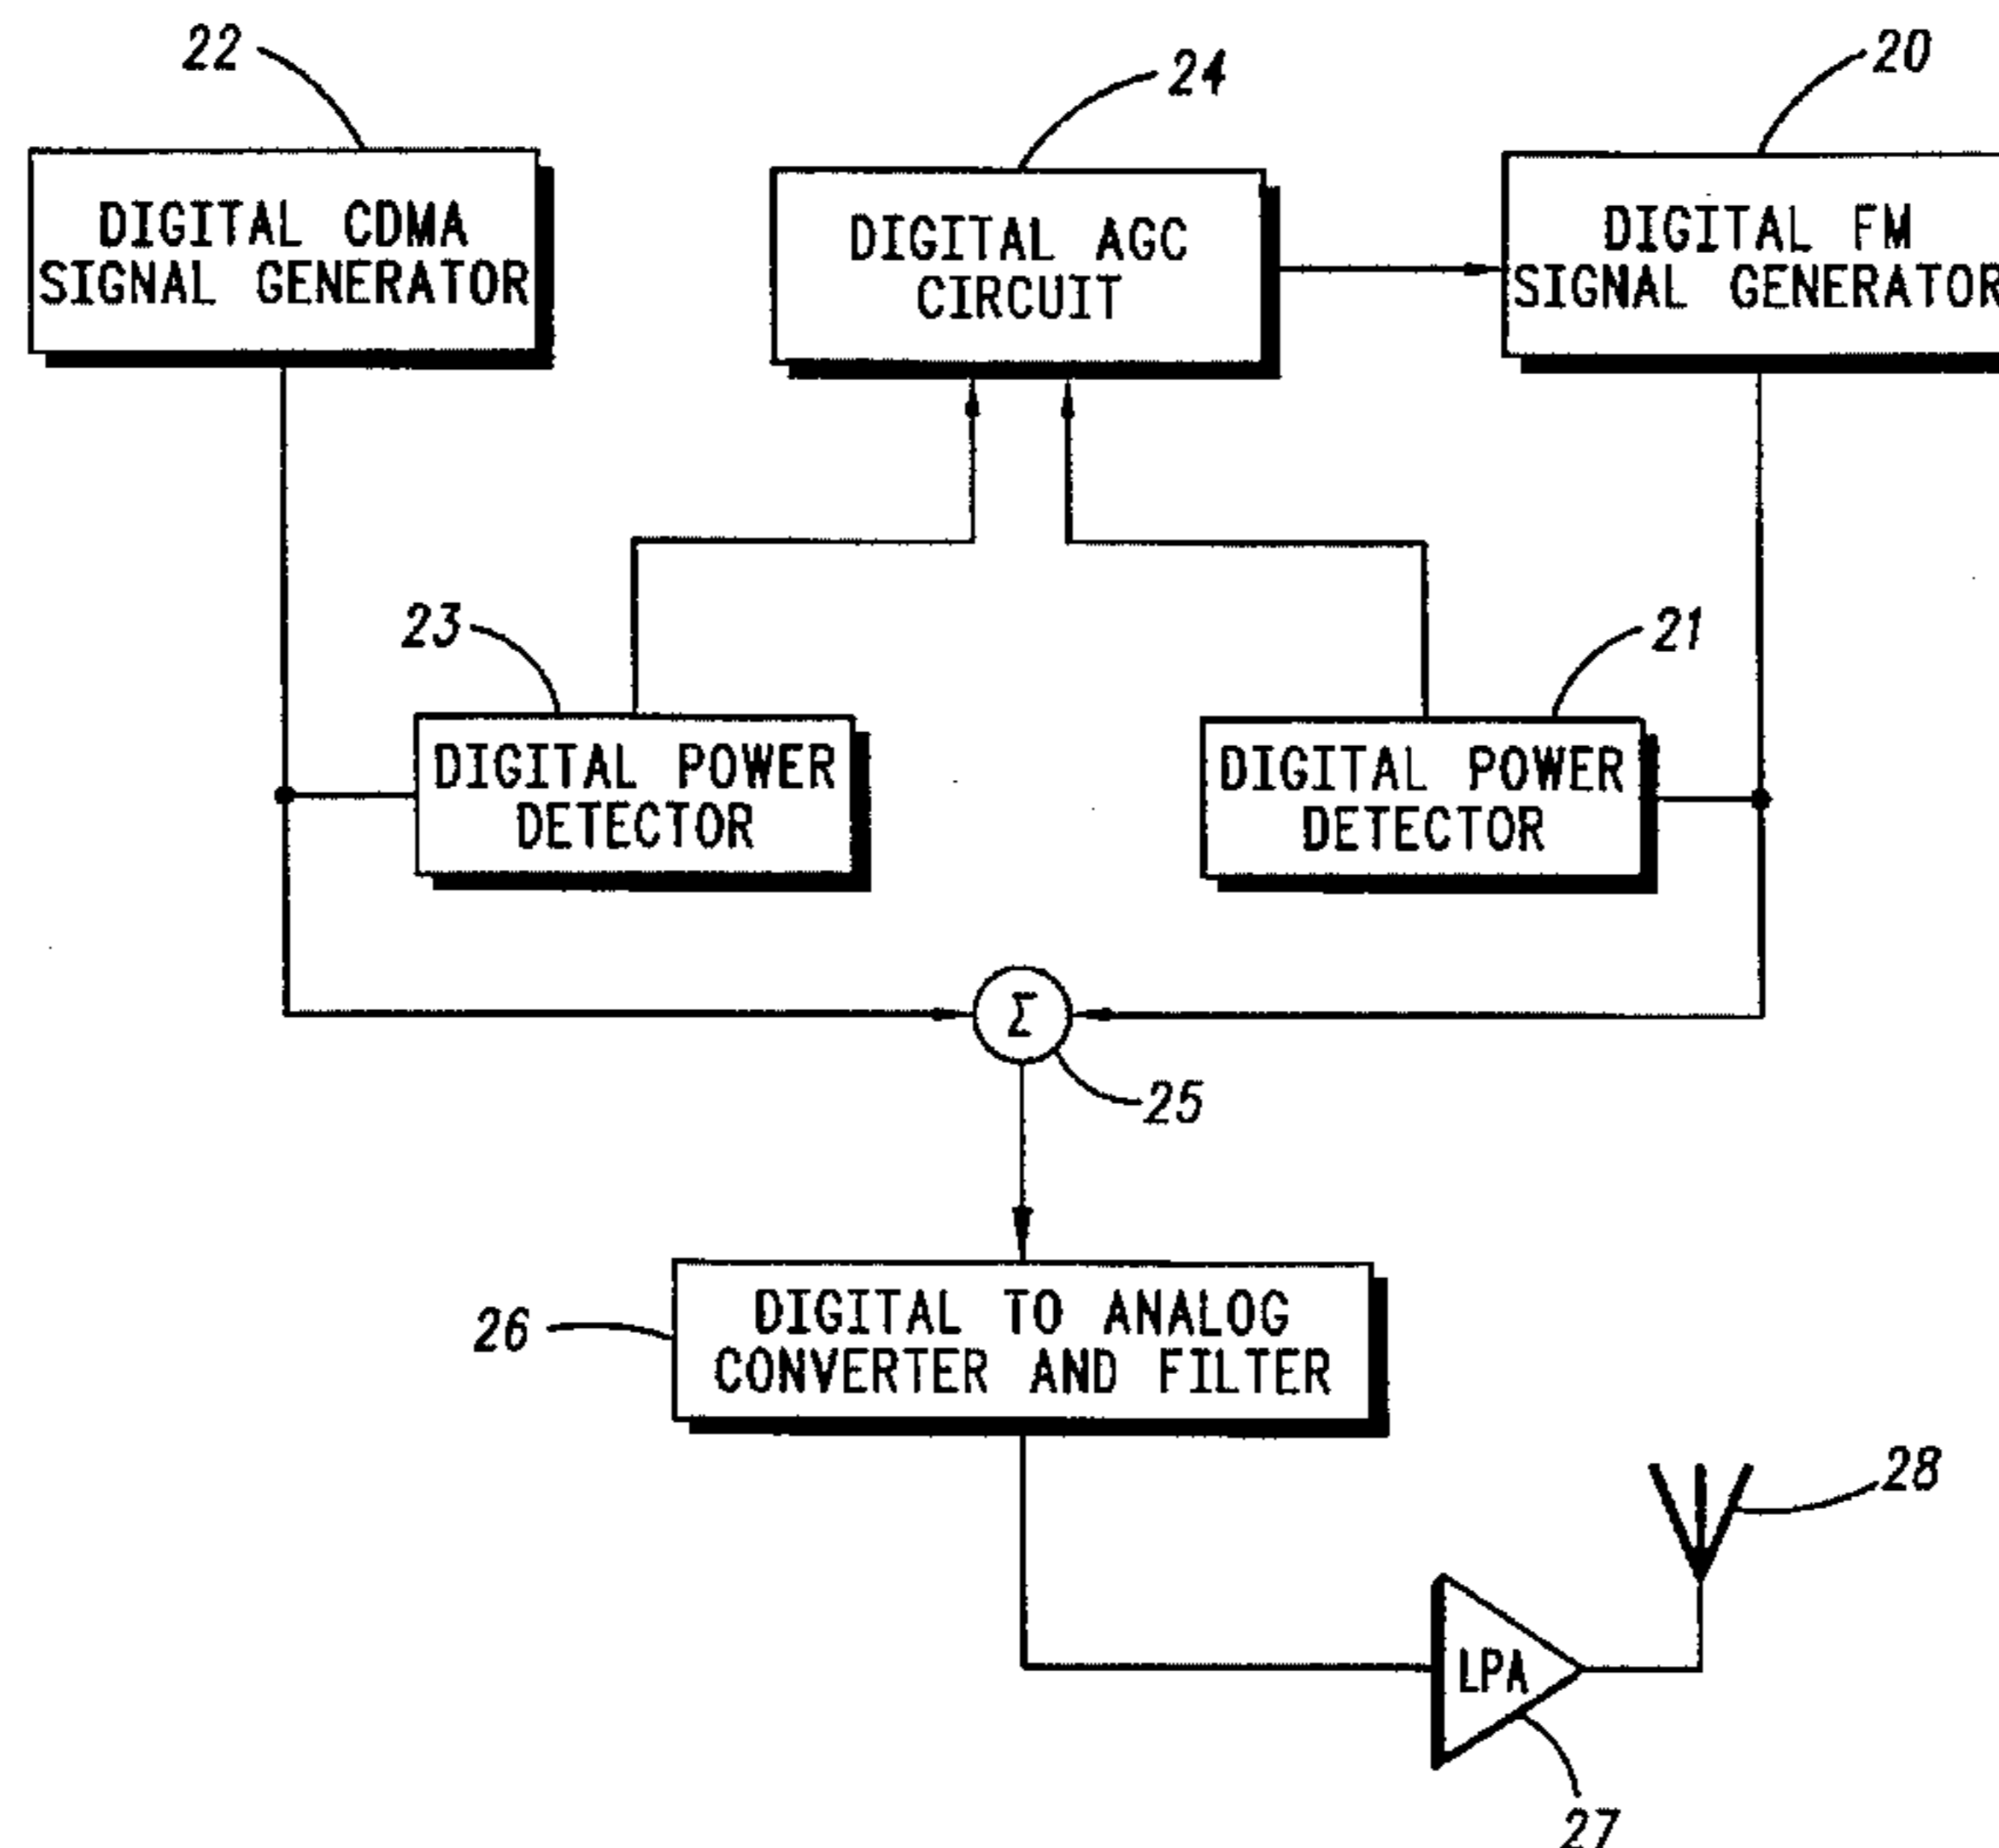 22
24
20
DIGITAL CDMA
SIGNAL GENERATOR
DIGITAL AGC
CIRCUIT
DIGITAL FM
SIGNAL GENERATOR
23
21
DIGITAL POWER
DETECTOR
DIGITAL POWER
DETECTOR
Σ
25
26
DIGITAL TO ANALOG
CONVERTER AND FILTER
28
LPA
27